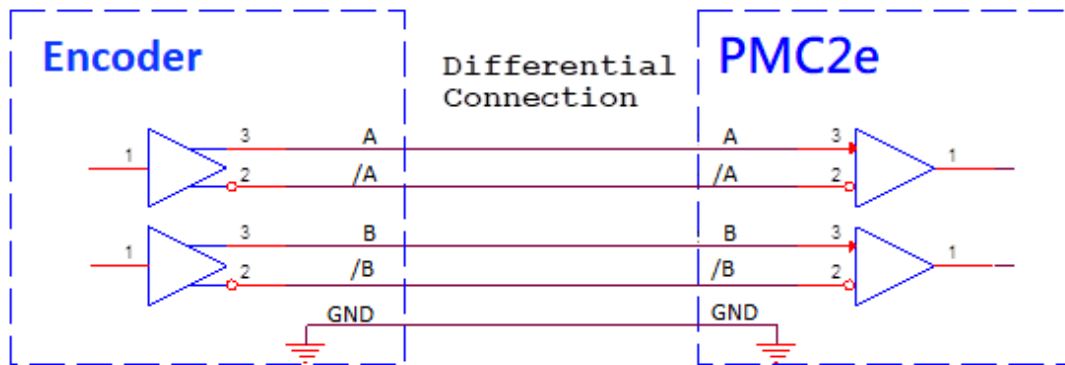 Encoder
Differential
Connection
PMC2e
1 3 A A 3 1
2 /A /A 2
1 3 B B 3 1
2 /B /B 2
GND GND